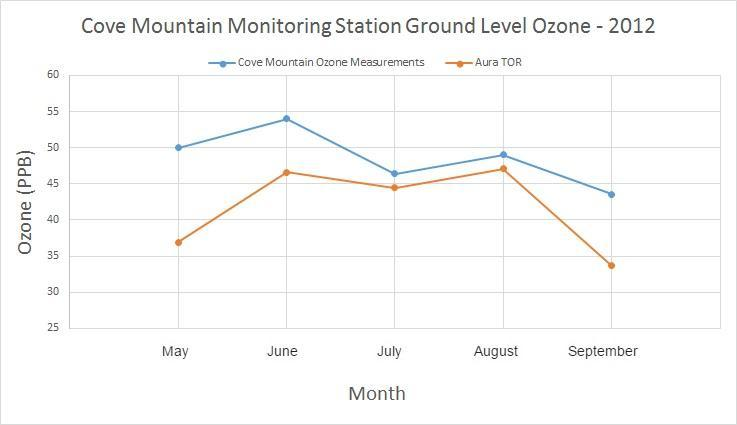 Cove Mountain Monitoring Station Ground Level Ozone - 2012
Cove Mountain Ozone Measurements Aura TOR
60
55
50
45
40
35
30
25
Ozone (PPB)
May June July August September
Month